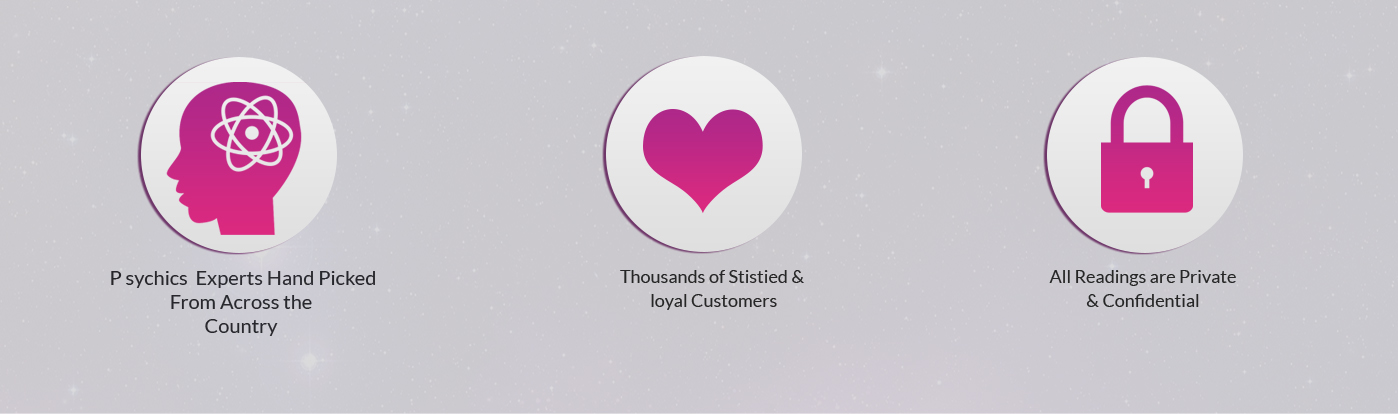 P sychics Experts Hand Picked
From Across the
Country
Thousands of Stistied &
loyal Customers
All Readings are Private
& Confidential